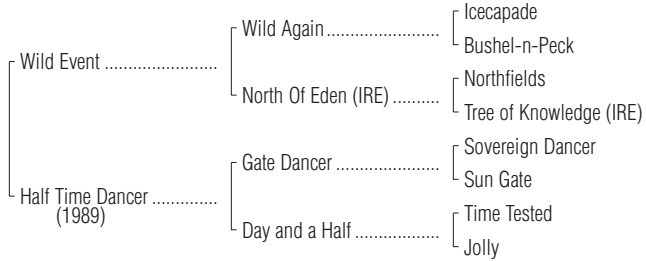 Icecapade
Wild Again
Bushel-n-Peck
Wild Event
Northfields
North Of Eden (IRE)
Tree of Knowledge (IRE)
Sovereign Dancer
Gate Dancer
Sun Gate
Half Time Dancer
(1989)
Time Tested
Day and a Half
Jolly